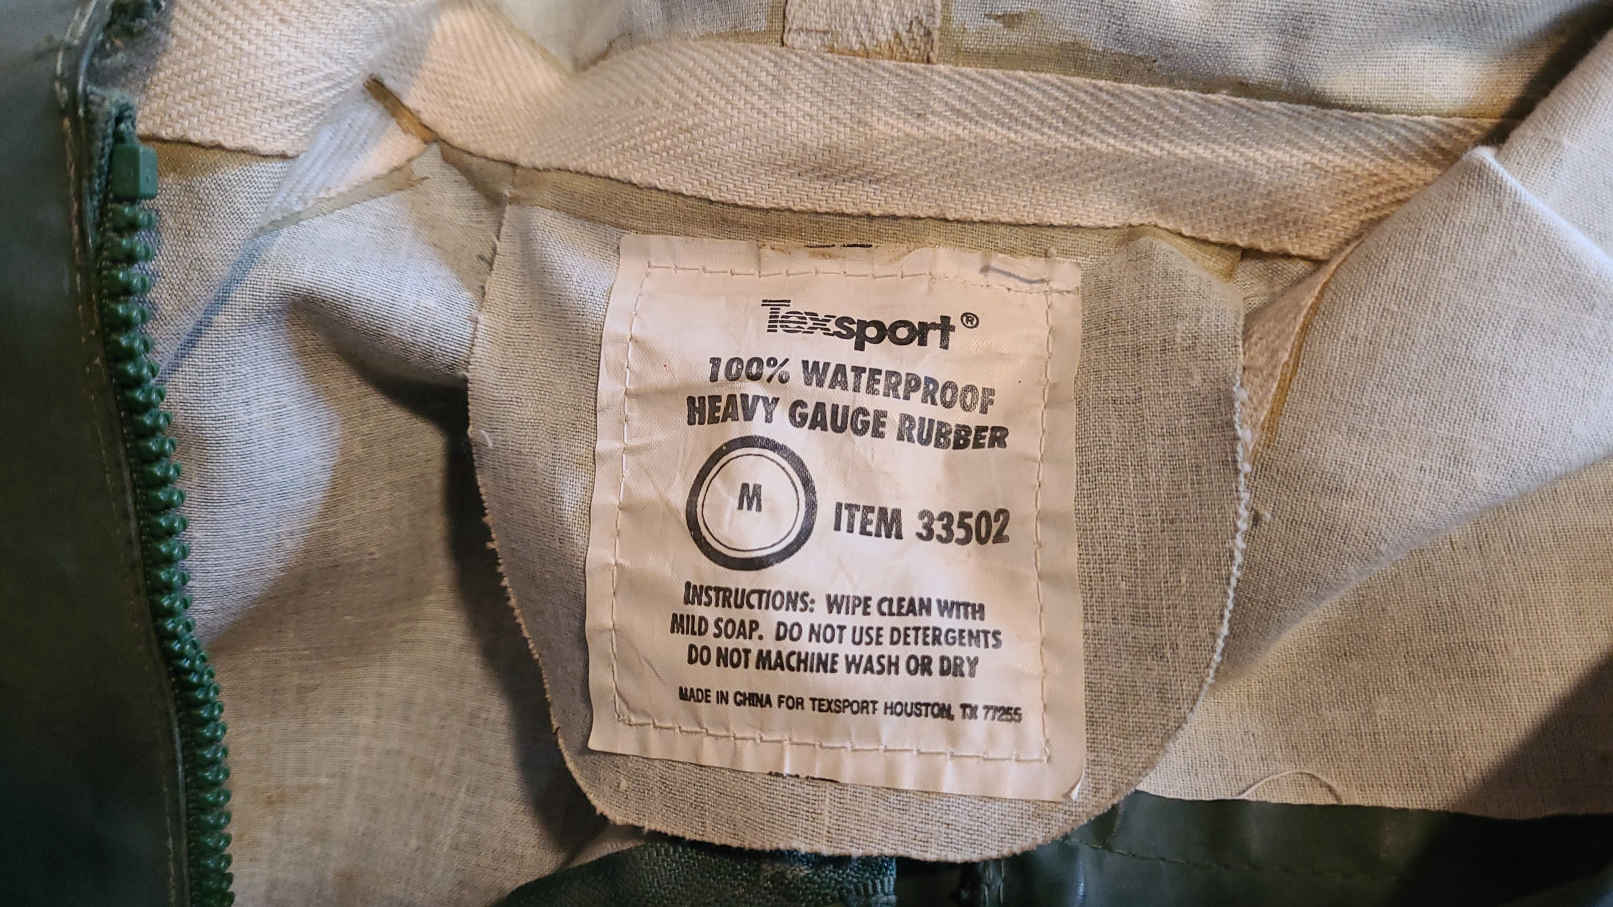 Texsport®
100% WATERPROOF
HEAVY GAUGE RUBBER
M
ITEM 33502
INSTRUCTIONS: WIPE CLEAN WITH
MILD SOAP. DO NOT USE DETERGENTS
DO NOT MACHINE WASH OR DRY
MADE IN CHINA FOR TEXSPORT HOUSTON, TX 77255